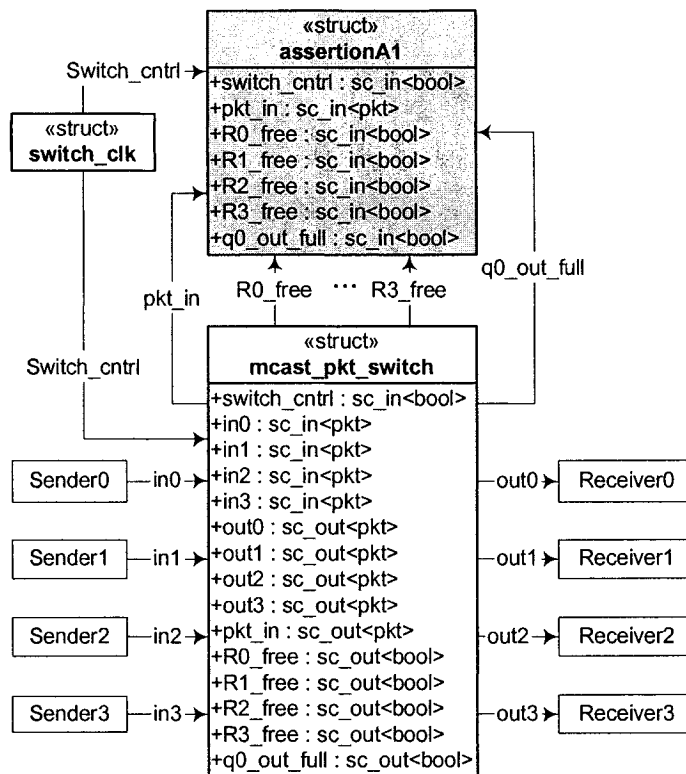 «struct»
assertionA1
+switch_cntrl : sc_in<bool>
+pkt_in : sc_in<pkt>
+R0_free : sc_in<bool>
+R1_free : sc_in<bool>
+R2_free : sc_in<bool>
+R3_free : sc_in<bool>
+q0_out_full : sc_in<bool>
Switch_cntrl
«struct»
switch_clk
pkt_in
R0_free ... R3_free
q0_out_full
Switch_cntrl
«struct»
mcast_pkt_switch
+switch_cntrl : sc_in<bool>
+in0 : sc_in<pkt>
+in1 : sc_in<pkt>
+in2 : sc_in<pkt>
+in3 : sc_in<pkt>
+out0 : sc_out<pkt>
+out1 : sc_out<pkt>
+out2 : sc_out<pkt>
+out3 : sc_out<pkt>
+pkt_in : sc_out<pkt>
+R0_free : sc_out<bool>
+R1_free : sc_out<bool>
+R2_free : sc_out<bool>
+R3_free : sc_out<bool>
+q0_out_full : sc_out<bool>
Sender0 in0
Sender1 in1
Sender2 in2
Sender3 in3
out0 Receiver0
out1 Receiver1
out2 Receiver2
out3 Receiver3